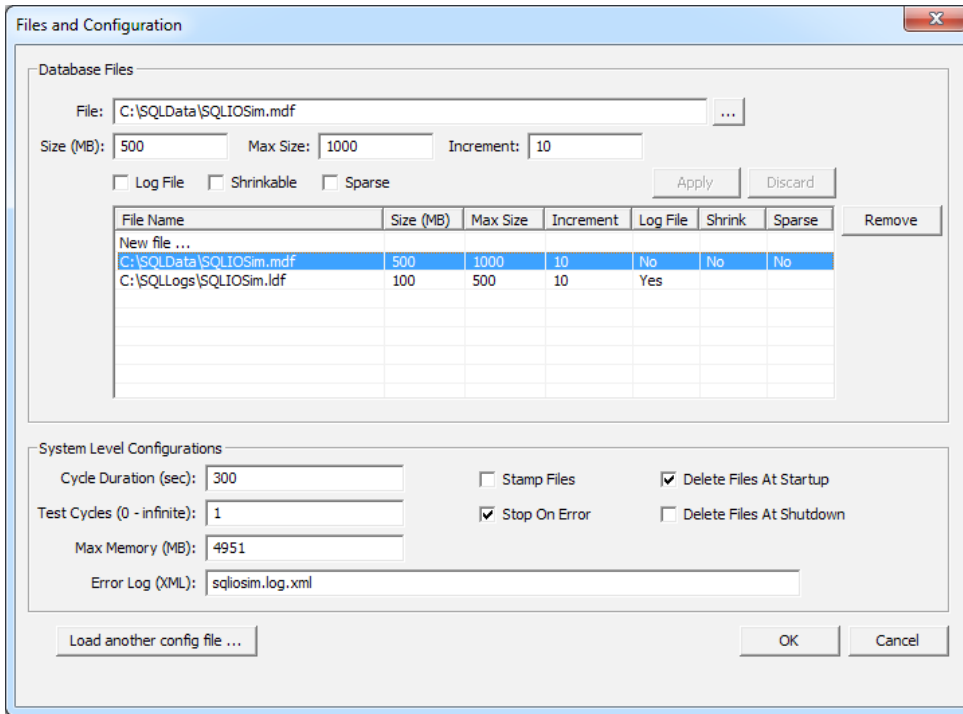 Files and Configuration
x
Database Files
File: C:\SQLData\SQLIOSim.mdf ...
Size (MB): 500 Max Size: 1000 Increment: 10
Log File Shrinkable Sparse Apply Discard
File Name Size (MB) Max Size Increment Log File Shrink Sparse Remove
New file ...
C:\SQLData\SQLIOSim.mdf 500 1000 10 No No No
C:\SQLLogs\SQLIOSim.ldf 100 500 10 Yes
System Level Configurations
Cycle Duration (sec): 300 Stamp Files Delete Files At Startup
Test Cycles (0 - infinite): 1 Stop On Error Delete Files At Shutdown
Max Memory (MB): 4951
Error Log (XML): sqliosim.log.xml
Load another config file ... OK Cancel